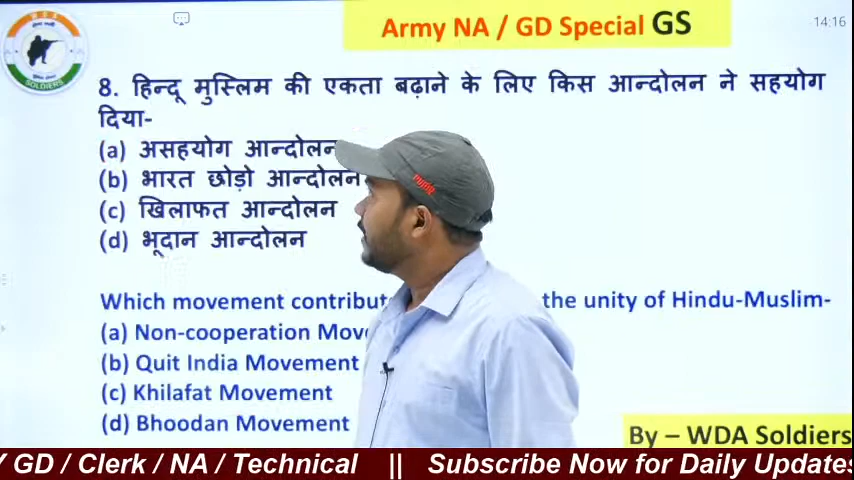 Army NA / GD Special GS
14:16
SOLDIERS
8. हिन्दू मुस्लिम की एकता बढ़ाने के लिए किस आन्दोलन ने सहयोग
दिया-
(a) असहयोग आन्दोलन
(b) भारत छोड़ो आन्दोलन
(c) खिलाफत आन्दोलन
(d) भूदान आन्दोलन
Which movement the unity of Hindu-Muslim-
(a) Non-cooperation
(b) Quit India Movement
(c) Khilafat Movement
(d) Bhoodan Movement
By – WDA Soldiers
GD / Clerk / NA / Technical || Subscribe Now for Daily Updates